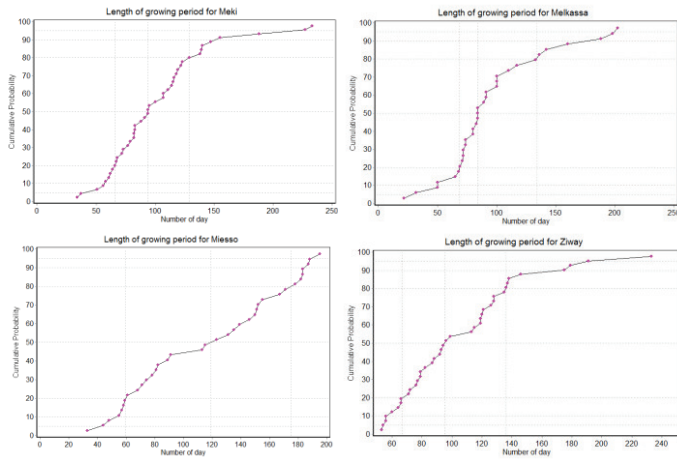 Length of growing period for Meki
Cumulative Probability
100
90
80
70
60
50
40
30
20
10
0
0 50 100 150 200 250
Number of day
Length of growing period for Melkassa
Cumulative Probability
100
90
80
70
60
50
40
30
20
10
0
0 50 100 150 200 250
Number of day
Length of growing period for Miesso
Cumulative Probability
100
90
80
70
60
50
40
30
20
10
0
0 20 40 60 80 100 120 140 160 180 200
Number of day
Length of growing period for Ziway
Cumulative Probability
100
90
80
70
60
50
40
30
20
10
0
60 80 100 120 140 160 180 200 220 240
Number of day